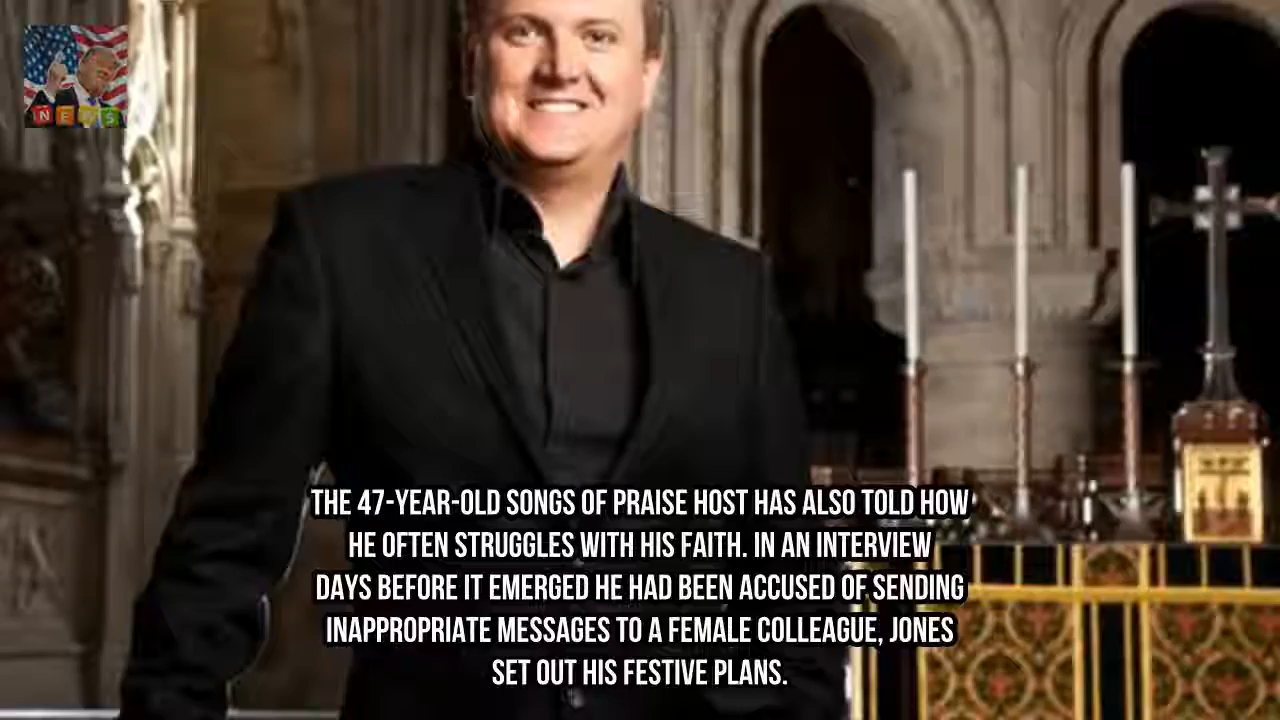 NEWS
THE 47-YEAR-OLD SONGS OF PRAISE HOST HAS ALSO TOLD HOW
HE OFTEN STRUGGLES WITH HIS FAITH. IN AN INTERVIEW
DAYS BEFORE IT EMERGED HE HAD BEEN ACCUSED OF SENDING
INAPPROPRIATE MESSAGES TO A FEMALE COLLEAGUE, JONES
SET OUT HIS FESTIVE PLANS.